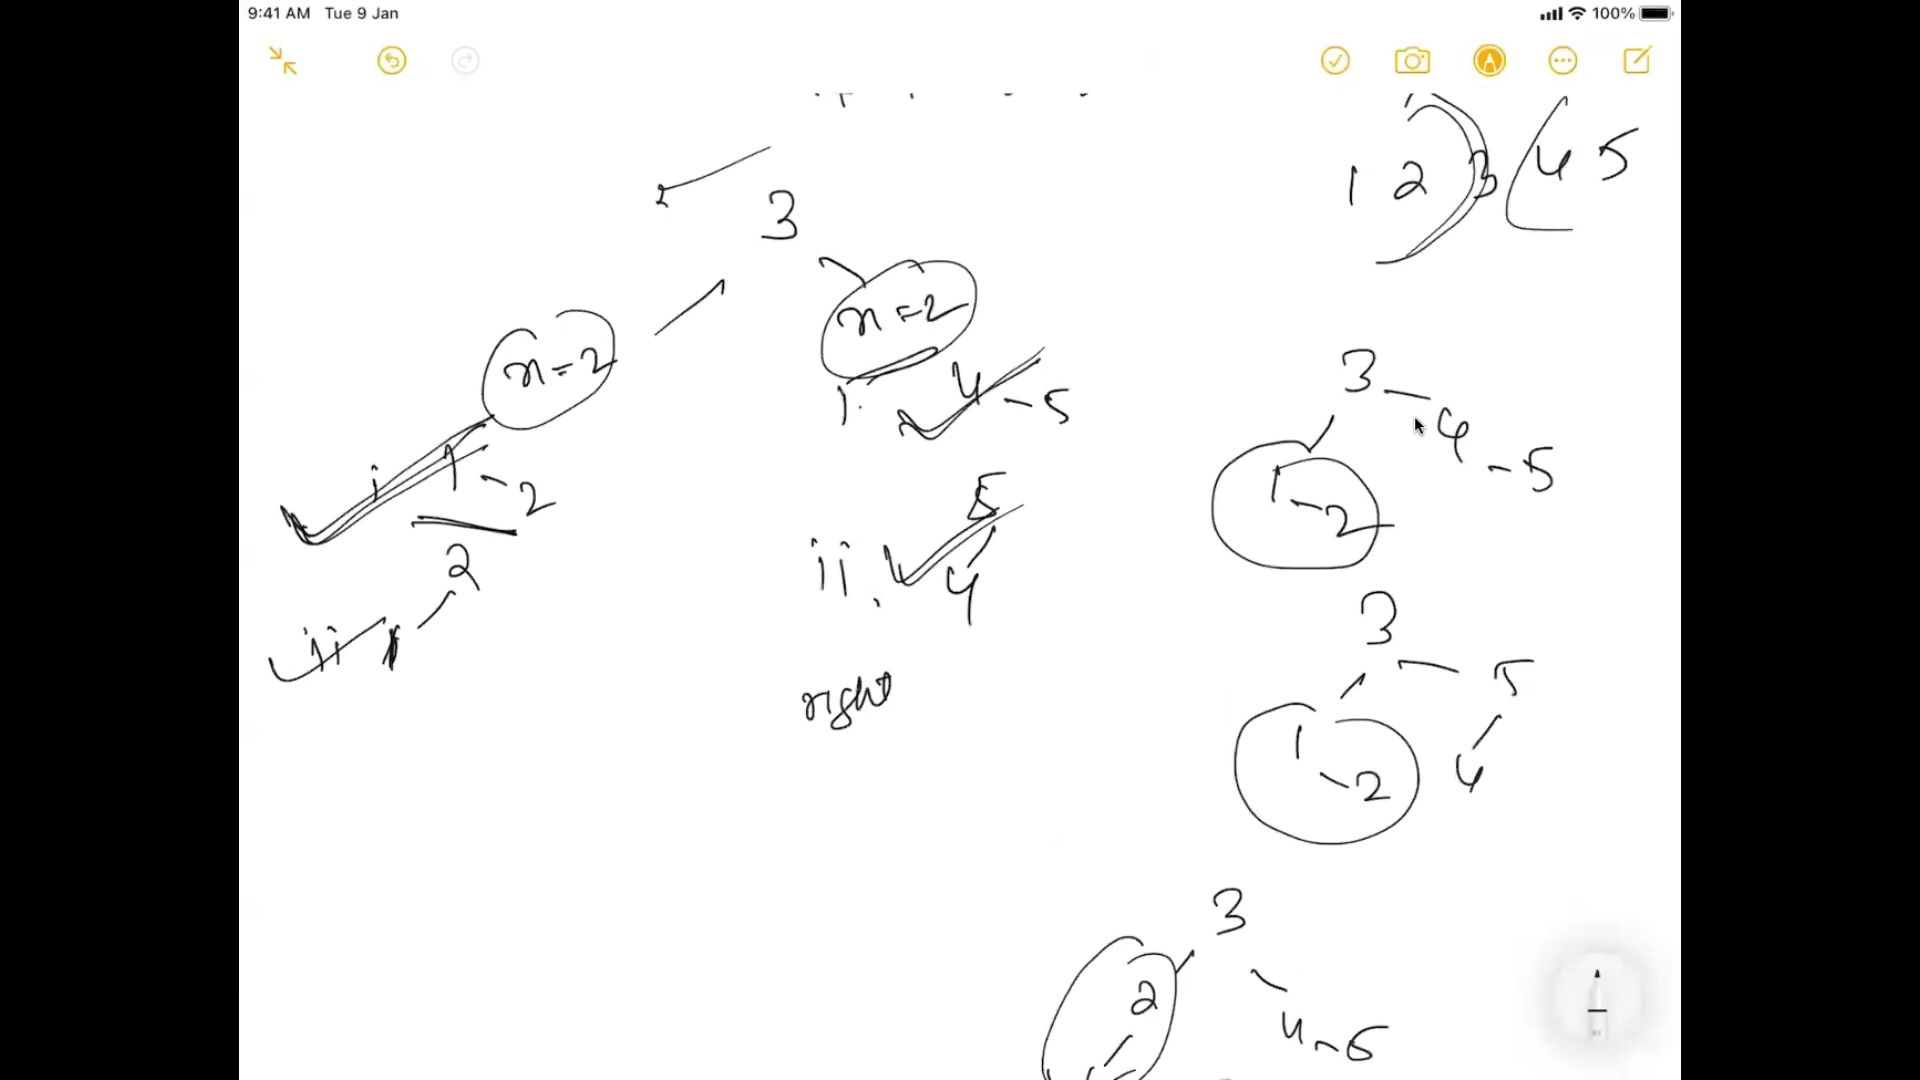 9:41 AM Tue 9 Jan
100%
1 2 3 4 5
3
n=2
n=2
i 1 - 2
i. 4 - 5
2
ii 1
ii. 5
4
right
3 - 4 - 5
1 - 2
3
5
1 - 2
4
3
2
4 - 5